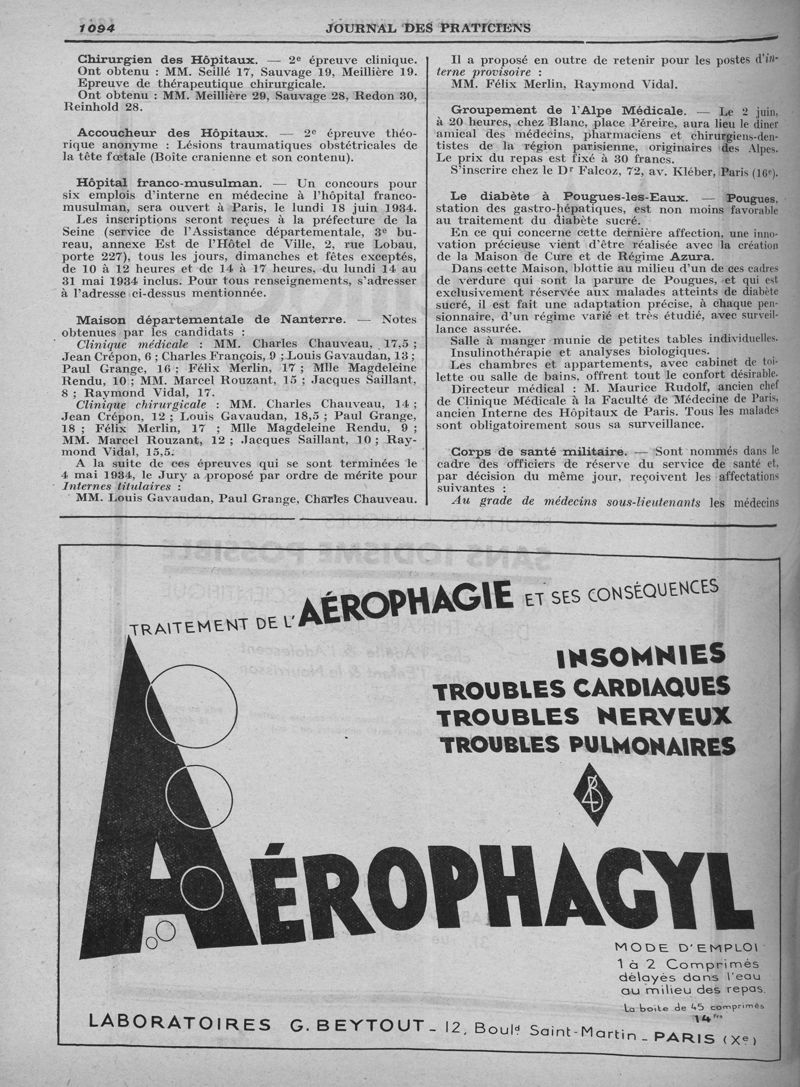 1094
JOURNAL DES PRATICIENS
Chirurgien des Hôpitaux. — 2e épreuve clinique.
Ont obtenu : MM. Seillé 17, Sauvage 19, Meillière 19.
Epreuve de thérapeutique chirurgicale.
Ont obtenu : MM. Meillière 29, Sauvage 28, Redon 30,
Reinhold 28.
Accoucheur des Hôpitaux. — 2e épreuve théo-
rique anonyme : Lésions traumatiques obstétricales de
la tête fœtale (Boîte cranienne et son contenu).
Hôpital franco-musulman. — Un concours pour
six emplois d'interne en médecine à l'hôpital franco-
musulman, sera ouvert à Paris, le lundi 18 juin 1934.
Les inscriptions seront reçues à la préfecture de la
Seine (service de l'Assistance départementale, 3e bu-
reau, annexe Est de l'Hôtel de Ville, 2, rue Lobau,
porte 227), tous les jours, dimanches et fêtes exceptés,
de 10 à 12 heures et de 14 à 17 heures, du lundi 14 au
31 mai 1934 inclus. Pour tous renseignements, s'adresser
à l'adresse ci-dessus mentionnée.
Maison départementale de Nanterre. — Notes
obtenues par les candidats :
Clinique médicale : MM. Charles Chauveau, 17,5 ;
Jean Crépon, 6 ; Charles François, 9 ; Louis Gavaudan, 13 ;
Paul Grange, 16 ; Félix Merlin, 17 ; Mlle Magdeleine
Rendu, 10 ; MM. Marcel Rouzant, 15 ; Jacques Saillant,
8 ; Raymond Vidal, 17.
Clinique chirurgicale : MM. Charles Chauveau, 14 ;
Jean Crépon, 12 ; Louis Gavaudan, 18,5 ; Paul Grange,
18 ; Félix Merlin, 17 ; Mlle Magdeleine Rendu, 9 ;
MM. Marcel Rouzant, 12 ; Jacques Saillant, 10 ; Ray-
mond Vidal, 15,5.
A la suite de ces épreuves qui se sont terminées le
4 mai 1934, le Jury a proposé par ordre de mérite pour
Internes titulaires :
MM. Louis Gavaudan, Paul Grange, Charles Chauveau.
Il a proposé en outre de retenir pour les postes d'in-
terne provisoire :
MM. Félix Merlin, Raymond Vidal.
Groupement de l'Alpe Médicale. — Le 2 juin,
à 20 heures, chez Blanc, place Péreire, aura lieu le dîner
amical des médecins, pharmaciens et chirurgiens-den-
tistes de la région parisienne, originaires des Alpes.
Le prix du repas est fixé à 30 francs.
S'inscrire chez le Dr Falcoz, 72, av. Kléber, Paris (16e).
Le diabète à Pougues-les-Eaux. — Pougues,
station des gastro-hépatiques, est non moins favorable
au traitement du diabète sucré.
En ce qui concerne cette dernière affection, une inno-
vation précieuse vient d'être réalisée avec la création
de la Maison de Cure et de Régime Azura.
Dans cette Maison, blottie au milieu d'un de ces cadres
de verdure qui sont la parure de Pougues, et qui est
exclusivement réservée aux malades atteints de diabète
sucré, il est fait une adaptation précise, à chaque pen-
sionnaire, d'un régime varié et très étudié, avec surveil-
lance assurée.
Salle à manger munie de petites tables individuelles.
Insulinothérapie et analyses biologiques.
Les chambres et appartements, avec cabinet de toi-
lette ou salle de bains, offrent tout le confort désirable.
Directeur médical : M. Maurice Rudolf, ancien chef
de Clinique Médicale à la Faculté de Médecine de Paris,
ancien Interne des Hôpitaux de Paris. Tous les malades
sont obligatoirement sous sa surveillance.
Corps de santé militaire. — Sont nommés dans le
cadre des officiers de réserve du service de santé et,
par décision du même jour, reçoivent les affectations
suivantes :
Au grade de médecins sous-lieutenants les médecins
TRAITEMENT DE L'AÉROPHAGIE ET SES CONSÉQUENCES
INSOMNIES
TROUBLES CARDIAQUES
TROUBLES NERVEUX
TROUBLES PULMONAIRES
AÉROPHAGYL
MODE D'EMPLOI
1 à 2 Comprimés
délayés dans l'eau
au milieu des repas.
La boîte de 45 comprimés
14 frs
LABORATOIRES G. BEYTOUT - 12, Bould Saint-Martin - PARIS (Xe)